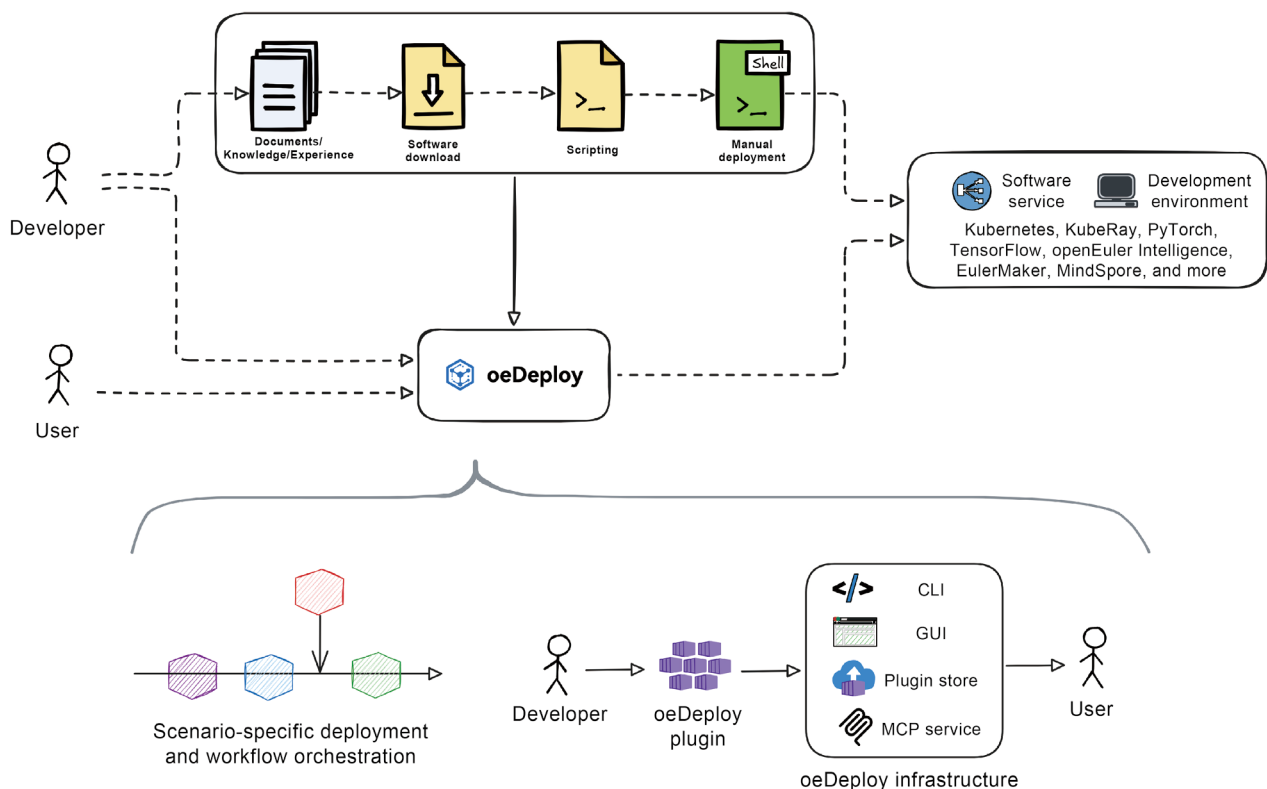 Shell
Documents/
Knowledge/Experience
Software
download
Scripting
Manual
deployment
Developer
Software
service
Development
environment
Kubernetes, KubeRay, PyTorch,
TensorFlow, openEuler Intelligence,
EulerMaker, MindSpore, and more
oeDeploy
User
Scenario-specific deployment
and workflow orchestration
Developer
oeDeploy
plugin
CLI
GUI
Plugin store
MCP service
oeDeploy infrastructure
User